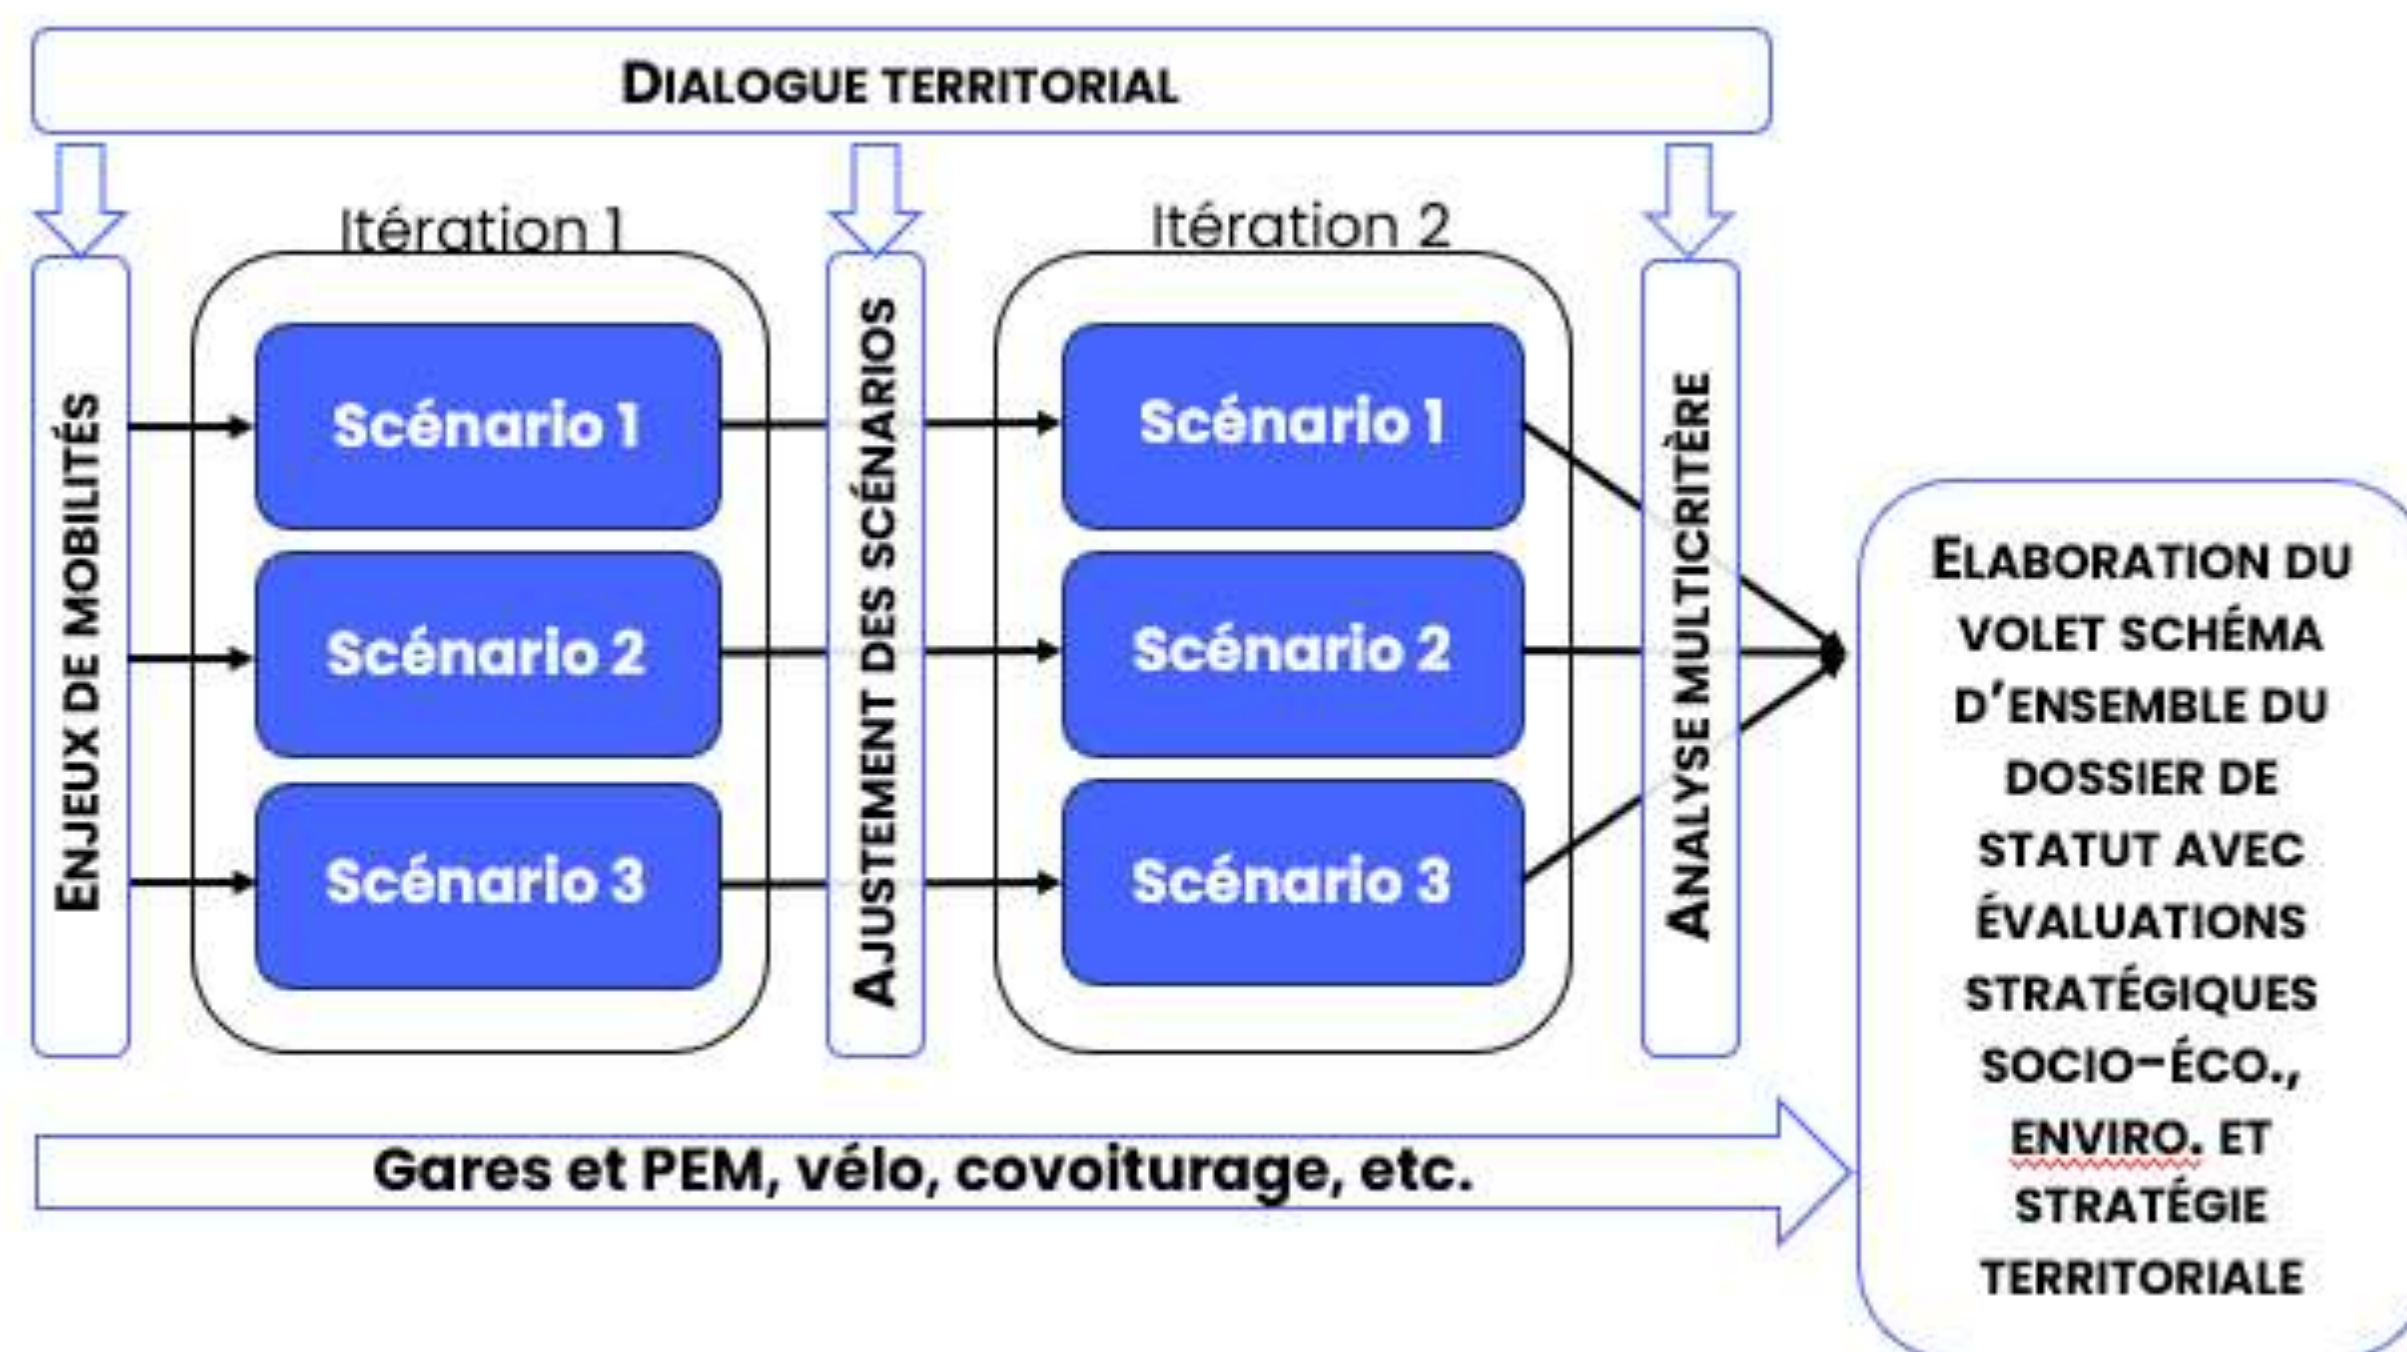 DIALOGUE TERRITORIAL
Itération 1
Itération 2
ENJEUX DE MOBILITÉS
Scénario 1
Scénario 2
Scénario 3
AJUSTEMENT DES SCÉNARIOS
Scénario 1
Scénario 2
Scénario 3
ANALYSE MULTICRITÈRE
ELABORATION DU
VOLET SCHÉMA
D’ENSEMBLE DU
DOSSIER DE
STATUT AVEC
ÉVALUATIONS
STRATÉGIQUES
SOCIO-ÉCO.,
ENVIRO. ET
STRATÉGIE
TERRITORIALE
Gares et PEM, vélo, covoiturage, etc.